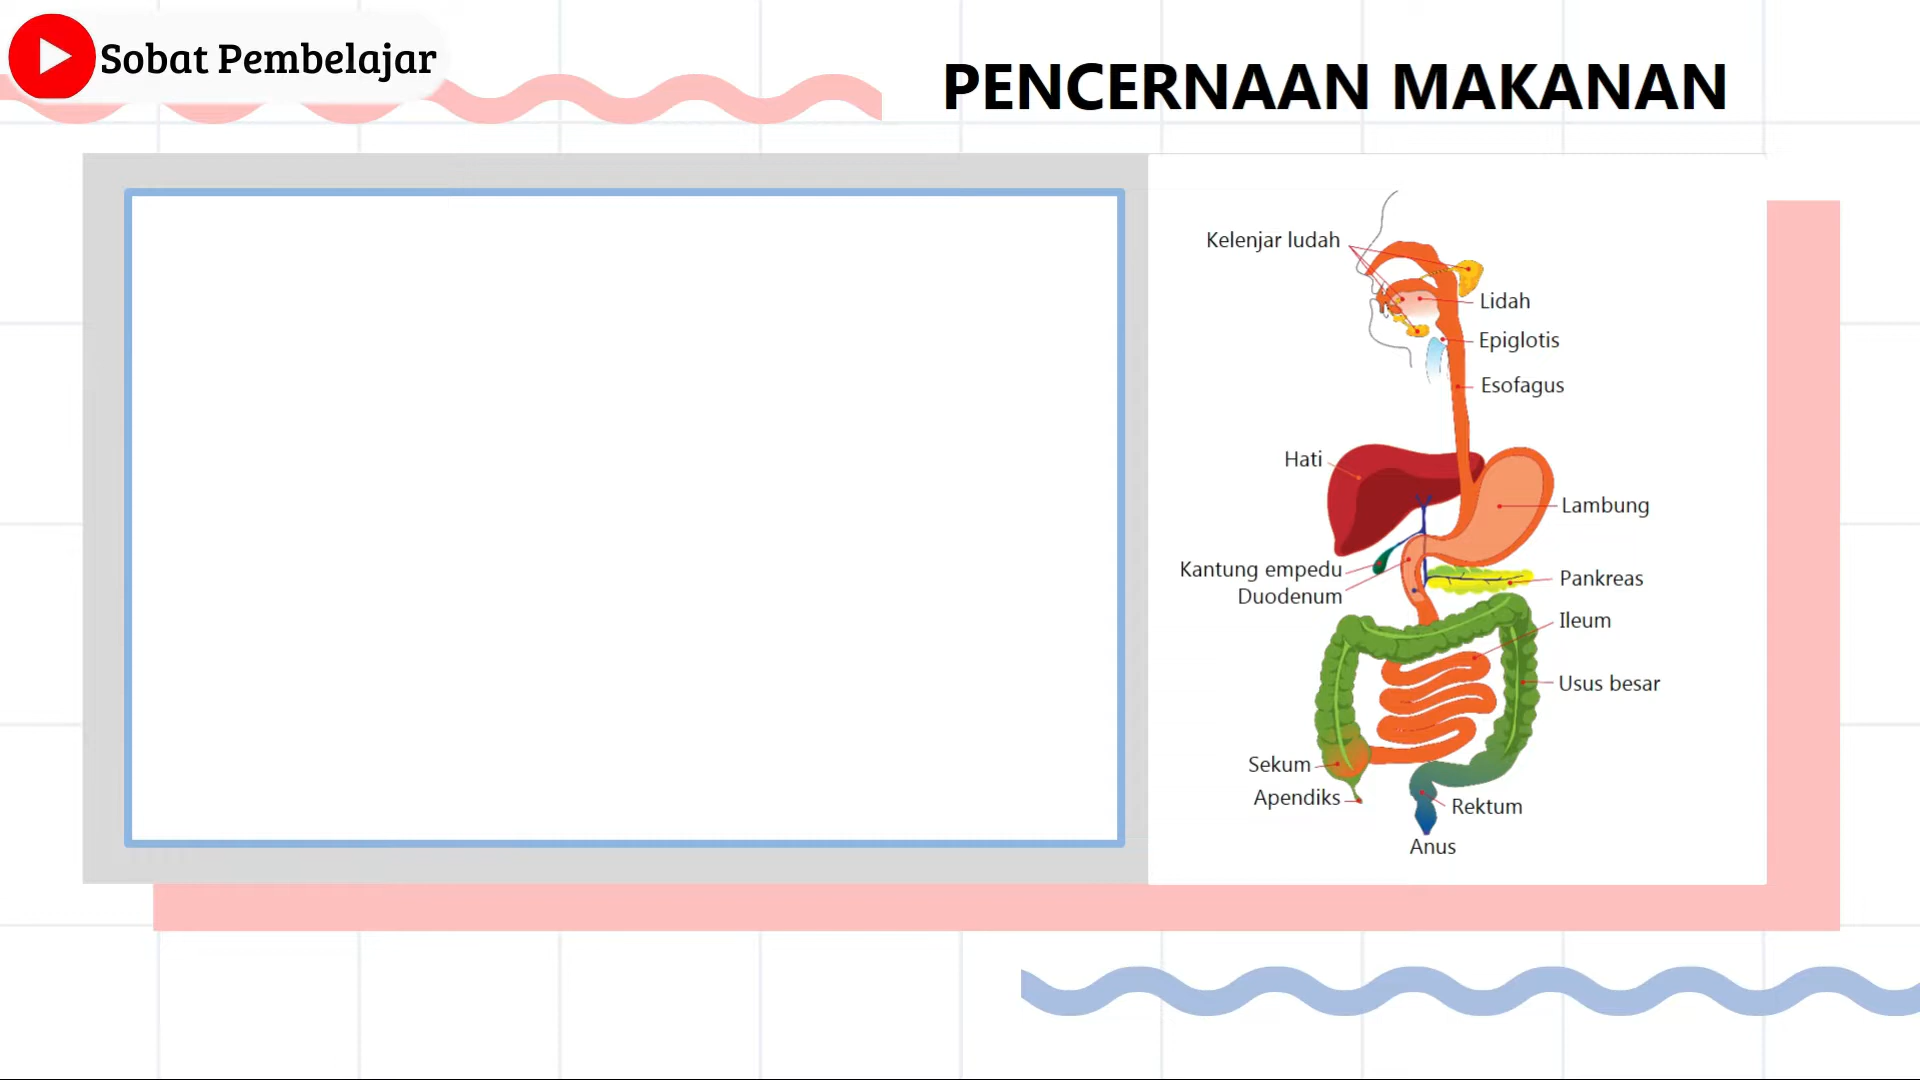 Sobat Pembelajar
PENCERNAAN MAKANAN
Kelenjar ludah
Lidah
Epiglotis
Esofagus
Hati
Lambung
Kantung empedu
Duodenum
Pankreas
Ileum
Usus besar
Sekum
Apendiks
Rektum
Anus